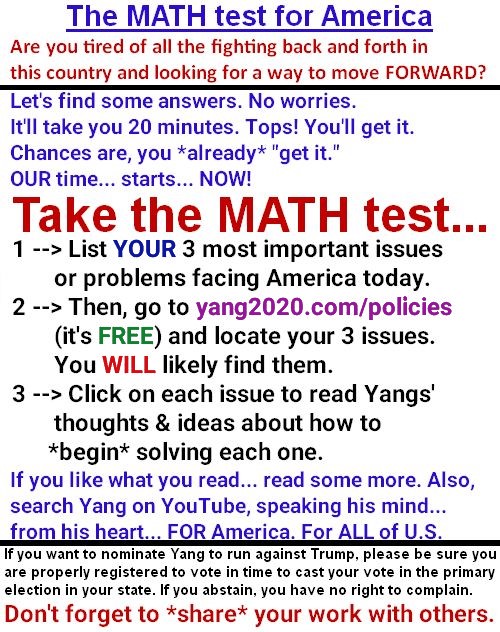 The MATH test for America
Are you tired of all the fighting back and forth in
this country and looking for a way to move FORWARD?
Let's find some answers. No worries.
It'll take you 20 minutes. Tops! You'll get it.
Chances are, you *already* "get it."
OUR time... starts... NOW!
Take the MATH test...
1 --> List YOUR 3 most important issues
or problems facing America today.
2 --> Then, go to yang2020.com/policies
(it's FREE) and locate your 3 issues.
You WILL likely find them.
3 --> Click on each issue to read Yangs'
thoughts & ideas about how to
*begin* solving each one.
If you like what you read... read some more. Also,
search Yang on YouTube, speaking his mind...
from his heart... FOR America. For ALL of U.S.
If you want to nominate Yang to run against Trump, please be sure you
are properly registered to vote in time to cast your vote in the primary
election in your state. If you abstain, you have no right to complain.
Don't forget to *share* your work with others.